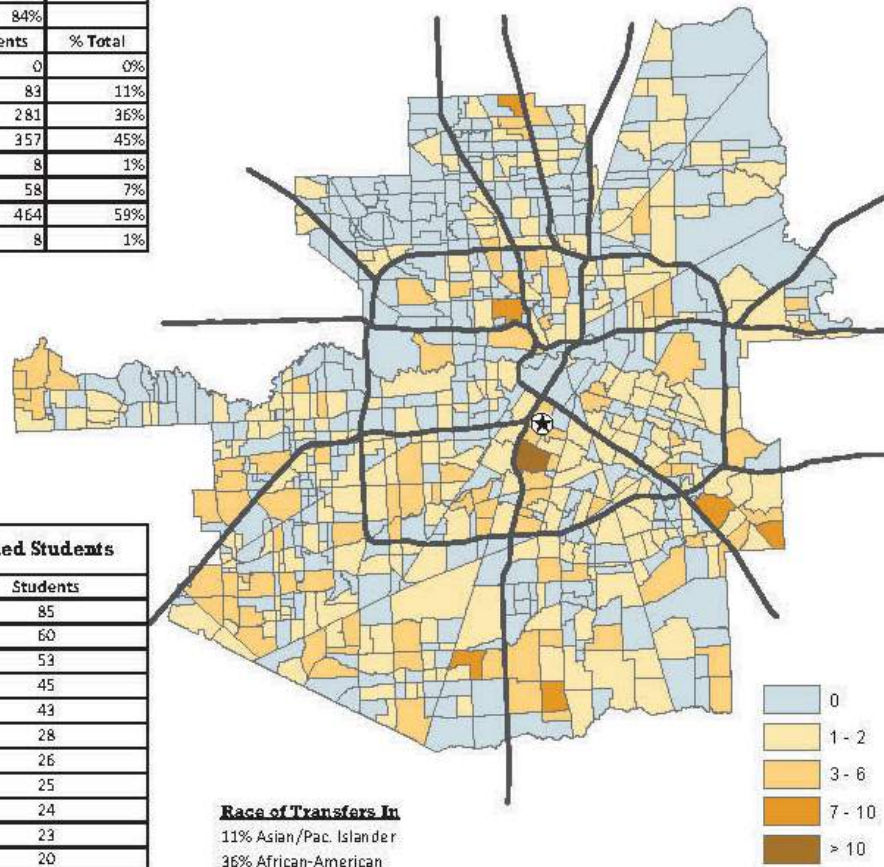 84%
% Total
0 0%
83 11%
281 36%
357 45%
8 1%
58 7%
464 59%
8 1%
Students
Students
85
60
53
45
43
28
26
25
24
23
20
Race of Transfers In
11% Asian/Pac. Islander
36% African-American
0
1 - 2
3 - 6
7 - 10
> 10